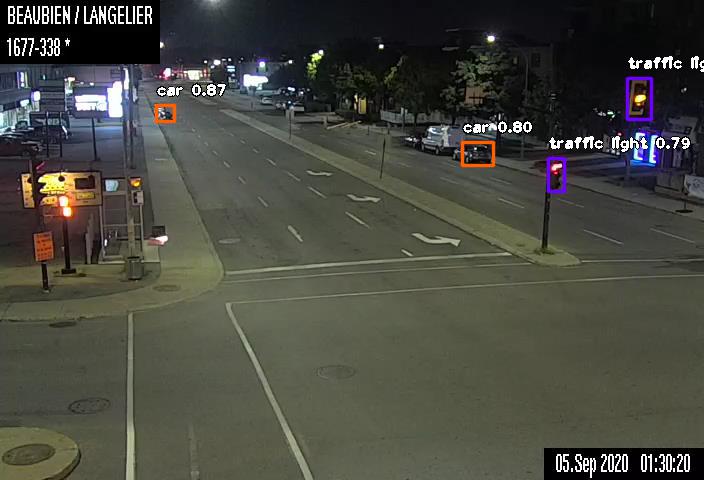 BEAUBIEN / LANGELIER
1677-338 *
traffic lig
car 0.87
car 0.80
traffic light 0.79
05.Sep 2020 01:30:20